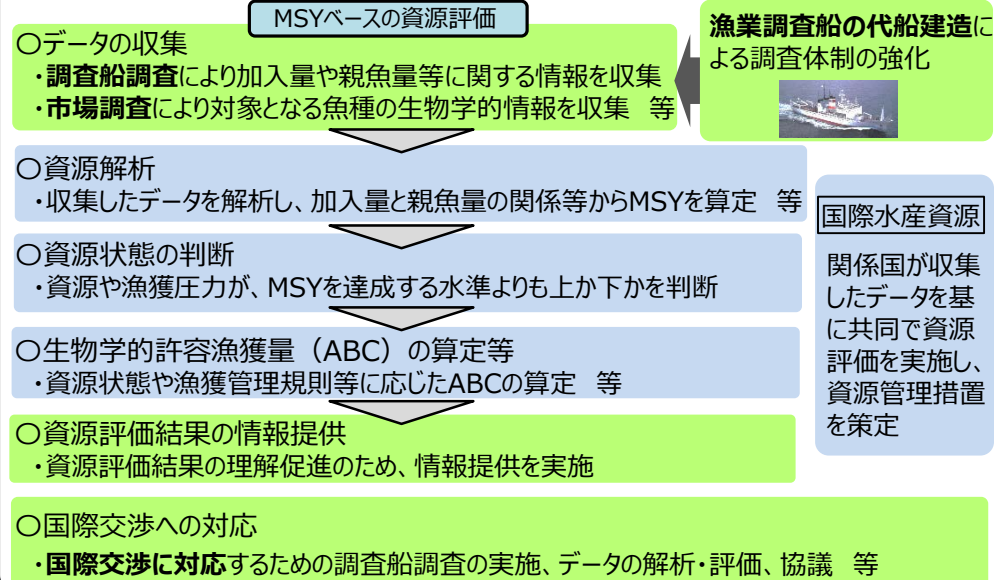 MSYベースの資源評価
〇データの収集
・調査船調査により加入量や親魚量等に関する情報を収集
・市場調査により対象となる魚種の生物学的情報を収集　等
漁業調査船の代船建造に
よる調査体制の強化
〇資源解析
・収集したデータを解析し、加入量と親魚量の関係等からMSYを算定　等
〇資源状態の判断
・資源や漁獲圧力が、MSYを達成する水準よりも上か下かを判断
〇生物学的許容漁獲量（ABC）の算定等
・資源状態や漁獲管理規則等に応じたABCの算定　等
国際水産資源
関係国が収集
したデータを基
に共同で資源
評価を実施し、
資源管理措置
を策定
〇資源評価結果の情報提供
・資源評価結果の理解促進のため、情報提供を実施
〇国際交渉への対応
・国際交渉に対応するための調査船調査の実施、データの解析・評価、協議　等